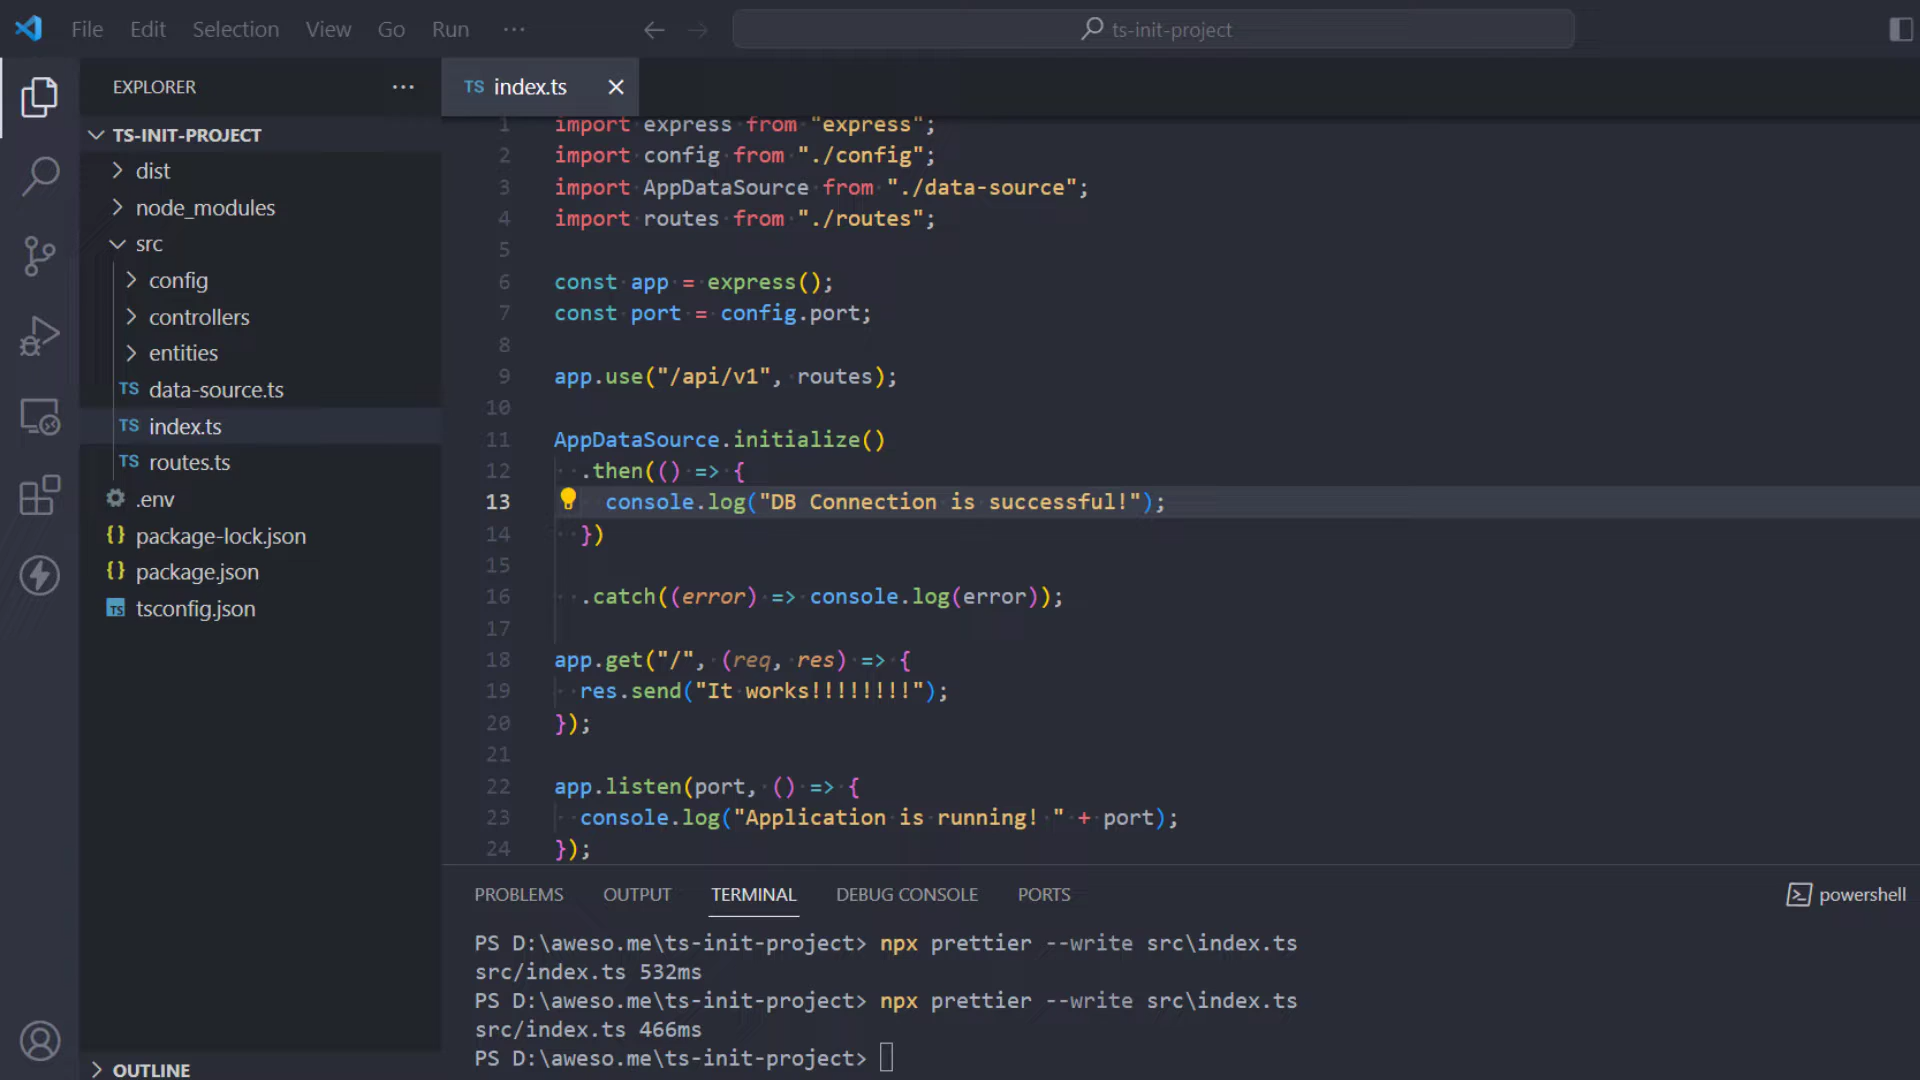 File Edit Selection View Go Run ···
ts-init-project
EXPLORER ···
TS-INIT-PROJECT
dist
node_modules
src
config
controllers
entities
TS data-source.ts
TS index.ts
TS routes.ts
.env
{} package-lock.json
{} package.json
TS tsconfig.json
OUTLINE
TS index.ts
1 import express from "express";
2 import config from "./config";
3 import AppDataSource from "./data-source";
4 import routes from "./routes";
5
6 const app = express();
7 const port = config.port;
8
9 app.use("/api/v1", routes);
10
11 AppDataSource.initialize()
12 .then(() => {
13 console.log("DB Connection is successful!");
14 })
15
16 .catch((error) => console.log(error));
17
18 app.get("/", (req, res) => {
19 res.send("It works!!!!!!!!");
20 });
21
22 app.listen(port, () => {
23 console.log("Application is running! " + port);
24 });
PROBLEMS OUTPUT TERMINAL DEBUG CONSOLE PORTS
powershell
PS D:\aweso.me\ts-init-project> npx prettier --write src\index.ts
src/index.ts 532ms
PS D:\aweso.me\ts-init-project> npx prettier --write src\index.ts
src/index.ts 466ms
PS D:\aweso.me\ts-init-project>